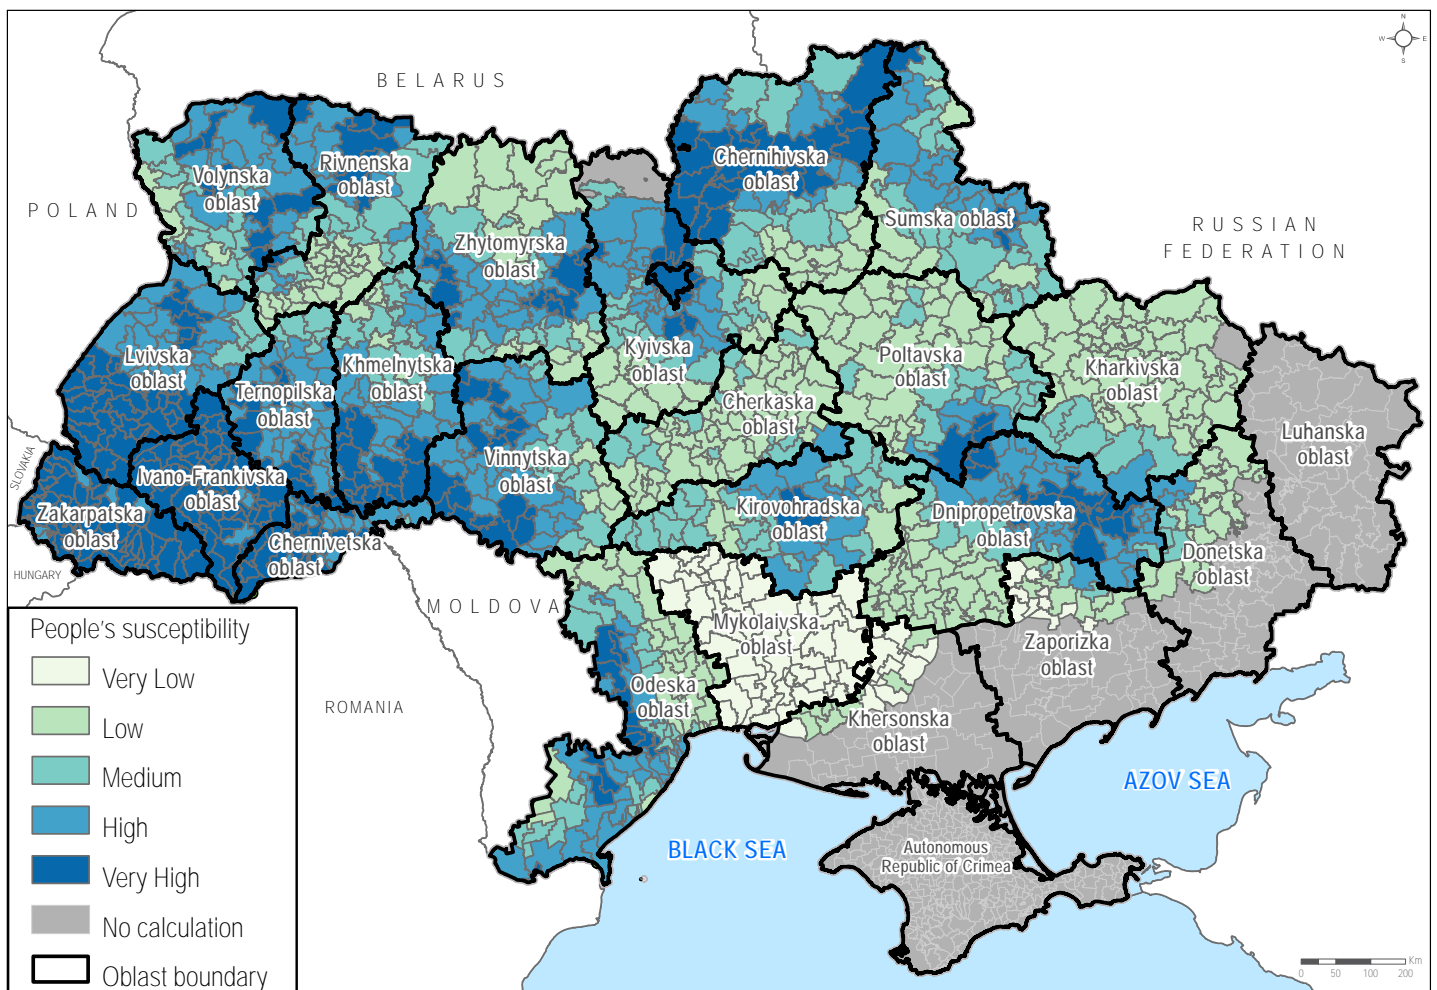 N
W E
S
BELARUS
POLAND
RUSSIAN
FEDERATION
SLOVAKIA
HUNGARY
MOLDOVA
ROMANIA
Volynska
oblast
Rivnenska
oblast
Zhytomyrska
oblast
Chernihivska
oblast
Sumska oblast
Lvivska
oblast
Ternopilska
oblast
Khmelnytska
oblast
Kyivska
oblast
Poltavska
oblast
Kharkivska
oblast
Cherkaska
oblast
Luhanska
oblast
Vinnytska
oblast
Ivano-Frankivska
oblast
Zakarpatska
oblast
Chernivetska
oblast
Kirovohradska
oblast
Dnipropetrovska
oblast
Donetska
oblast
Mykolaivska
oblast
Zaporizka
oblast
Odeska
oblast
Khersonska
oblast
AZOV SEA
BLACK SEA
Autonomous
Republic of Crimea
People's susceptibility
Very Low
Low
Medium
High
Very High
No calculation
Oblast boundary
Km
0 50 100 200